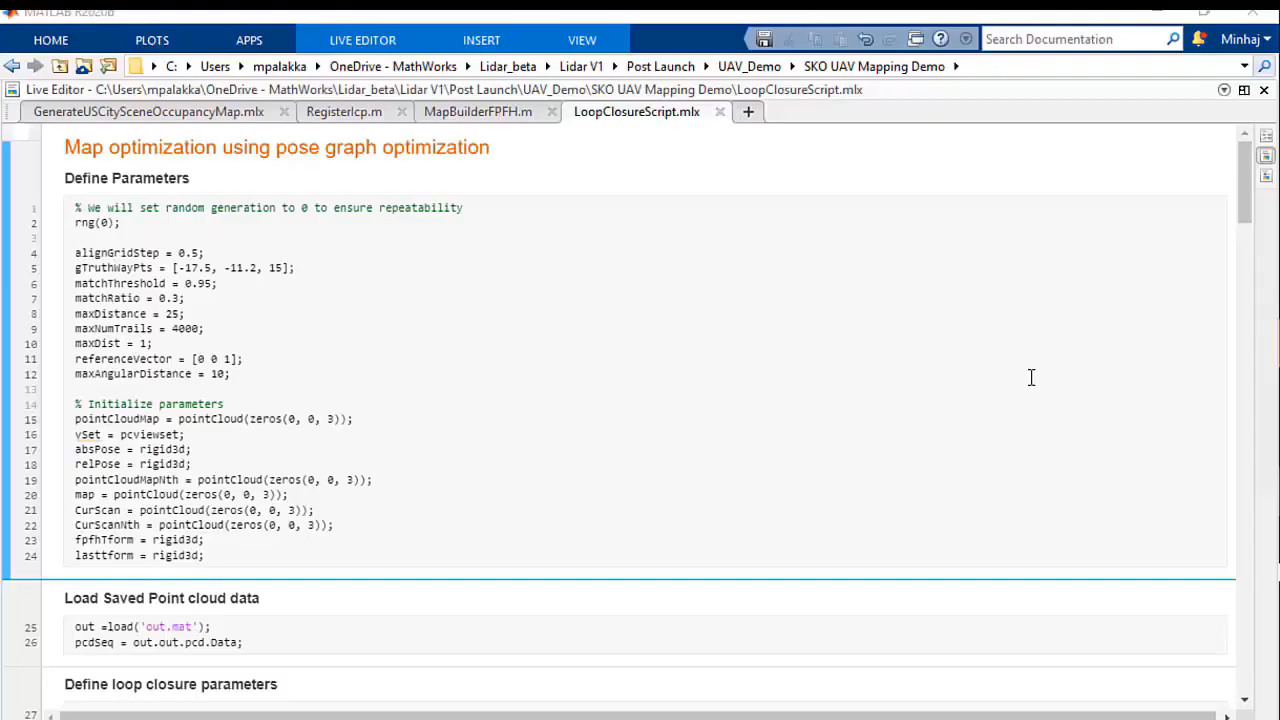 MATLAB R2020b
HOME PLOTS APPS LIVE EDITOR INSERT VIEW Search Documentation Minhaj
C: Users mpalakka OneDrive - MathWorks Lidar_beta Lidar V1 Post Launch UAV_Demo SKO UAV Mapping Demo
Live Editor - C:\Users\mpalakka\OneDrive - MathWorks\Lidar_beta\Lidar V1\Post Launch\UAV_Demo\SKO UAV Mapping Demo\LoopClosureScript.mlx
GenerateUSCitySceneOccupancyMap.mlx RegisterIcp.m MapBuilderFPFH.m LoopClosureScript.mlx
Map optimization using pose graph optimization
Define Parameters
1 % We will set random generation to 0 to ensure repeatability
2 rng(0);
3
4 alignGridStep = 0.5;
5 gTruthWayPts = [-17.5, -11.2, 15];
6 matchThreshold = 0.95;
7 matchRatio = 0.3;
8 maxDistance = 25;
9 maxNumTrails = 4000;
10 maxDist = 1;
11 referenceVector = [0 0 1];
12 maxAngularDistance = 10;
13
14 % Initialize parameters
15 pointCloudMap = pointCloud(zeros(0, 0, 3));
16 vSet = pcviewset;
17 absPose = rigid3d;
18 relPose = rigid3d;
19 pointCloudMapNth = pointCloud(zeros(0, 0, 3));
20 map = pointCloud(zeros(0, 0, 3));
21 CurScan = pointCloud(zeros(0, 0, 3));
22 CurScanNth = pointCloud(zeros(0, 0, 3));
23 fpfhTform = rigid3d;
24 lasttform = rigid3d;
Load Saved Point cloud data
25 out =load('out.mat');
26 pcdSeq = out.out.pcd.Data;
Define loop closure parameters
27